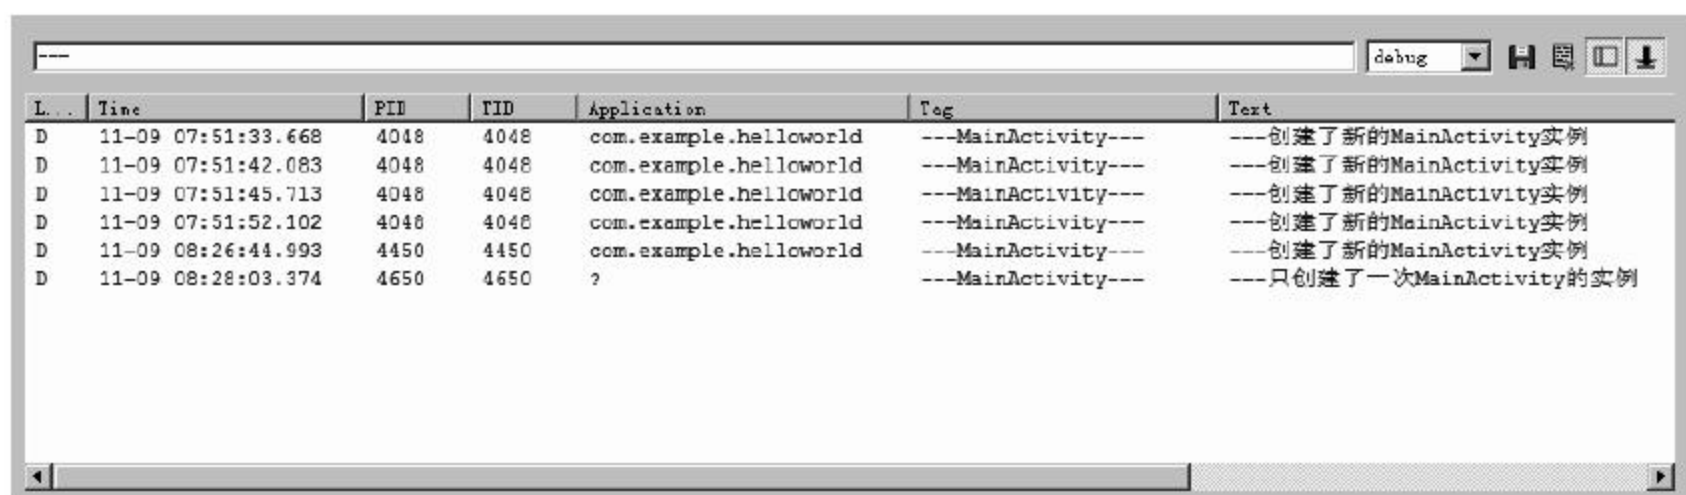 ---
debug
L... Time PID TID Application Tag Text
D 11-09 07:51:33.668 4048 4048 com.example.helloworld ---MainActivity--- ---创建了新的MainActivity实例
D 11-09 07:51:42.083 4048 4048 com.example.helloworld ---MainActivity--- ---创建了新的MainActivity实例
D 11-09 07:51:45.713 4048 4048 com.example.helloworld ---MainActivity--- ---创建了新的MainActivity实例
D 11-09 07:51:52.102 4048 4048 com.example.helloworld ---MainActivity--- ---创建了新的MainActivity实例
D 11-09 08:26:44.993 4450 4450 com.example.helloworld ---MainActivity--- ---创建了新的MainActivity实例
D 11-09 08:28:03.374 4650 4650 ? ---MainActivity--- ---只创建了一次MainActivity的实例